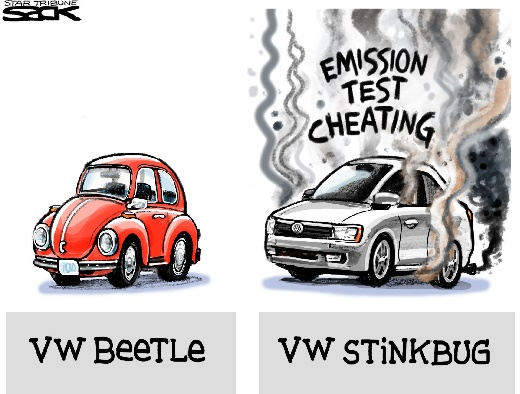 STAR TRIBUNE
SACK
EMISSION
TEST
CHEATING
VW BEETLE
VW STINKBUG